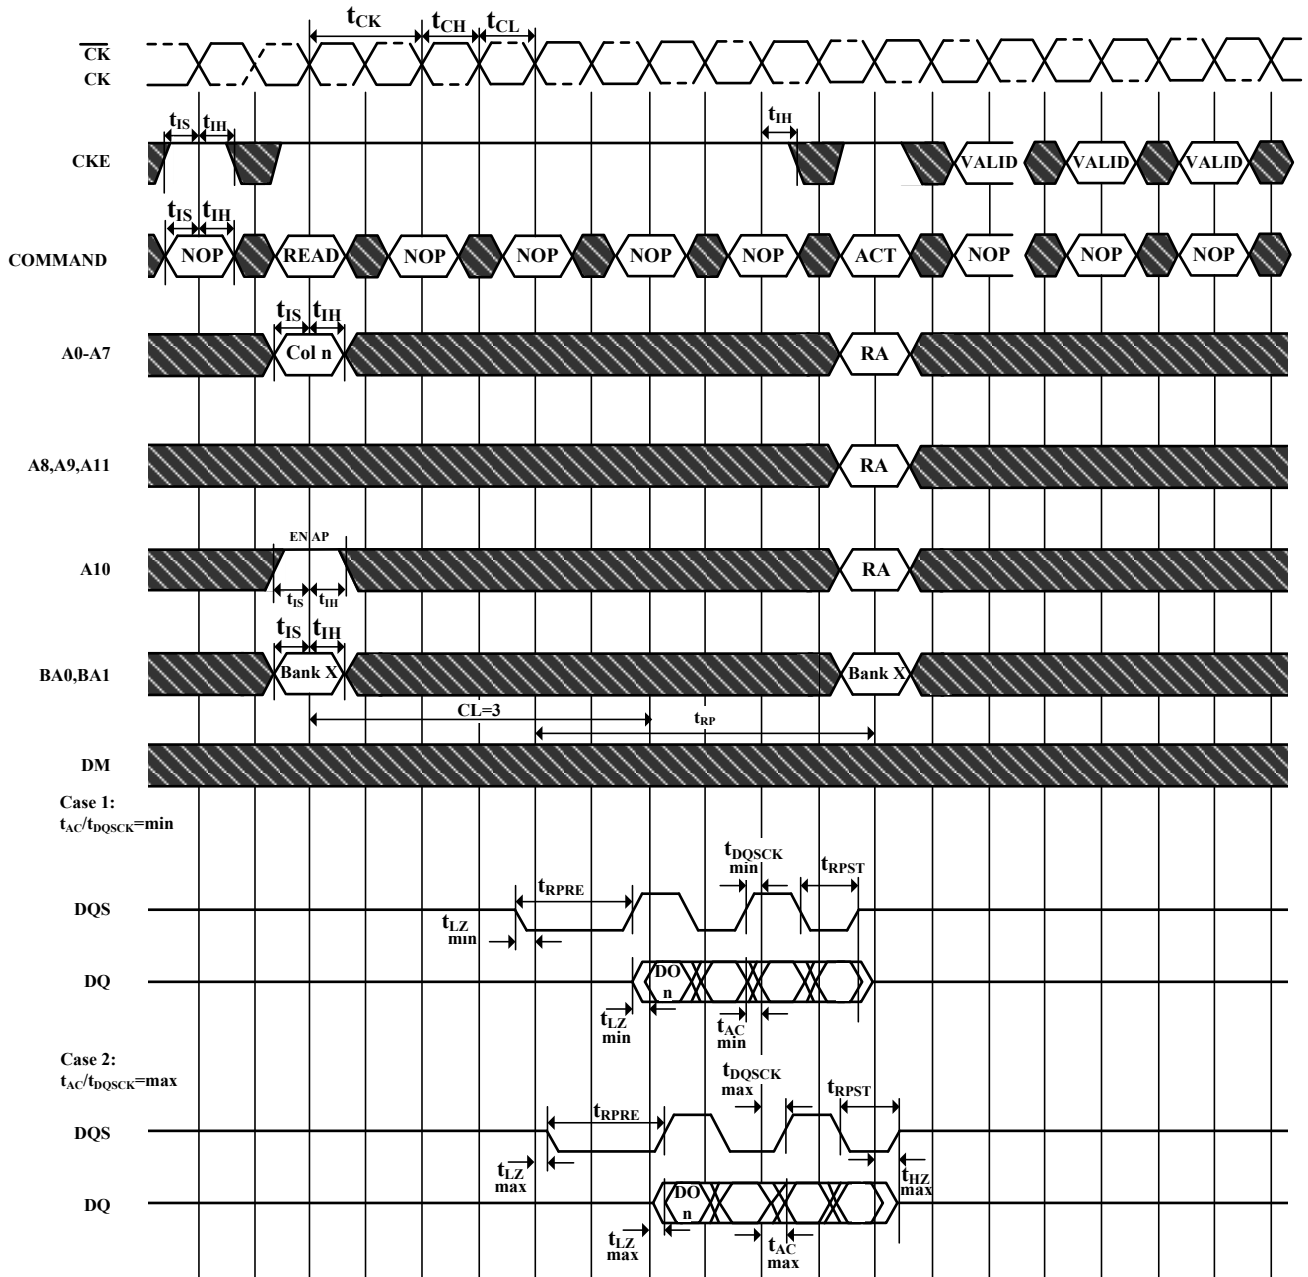 tCK tCH tCL
CK
CK
tIS tIH tIH
CKE VALID VALID VALID
tIS tIH
COMMAND NOP READ NOP NOP NOP NOP ACT NOP NOP NOP
tIS tIH
A0-A7 Col n RA
A8,A9,A11 RA
EN AP
A10 RA
tIS tIH
tIS tIH
BA0,BA1 Bank X Bank X
CL=3 tRP
DM
Case 1:
tAC/tDQSCK=min
tDQSCK
min
tRPST
tRPRE
DQS
tLZ
min
DQ DO
n
tLZ
min
tAC
min
Case 2:
tAC/tDQSCK=max
tDQSCK
max
tRPST
tRPRE
DQS
tLZ
max
tHZ
max
DQ DO
n
tLZ
max
tAC
max